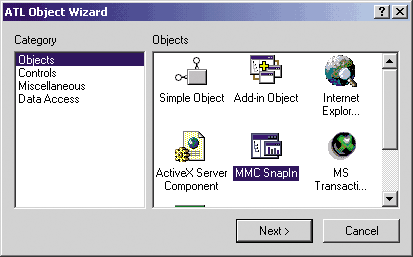 ATL Object Wizard
Category
Objects
Controls
Miscellaneous
Data Access
Objects
Simple Object
Add-in Object
Internet
Explor...
ActiveX Server
Component
MMC SnapIn
MS
Transacti...
Next >
Cancel